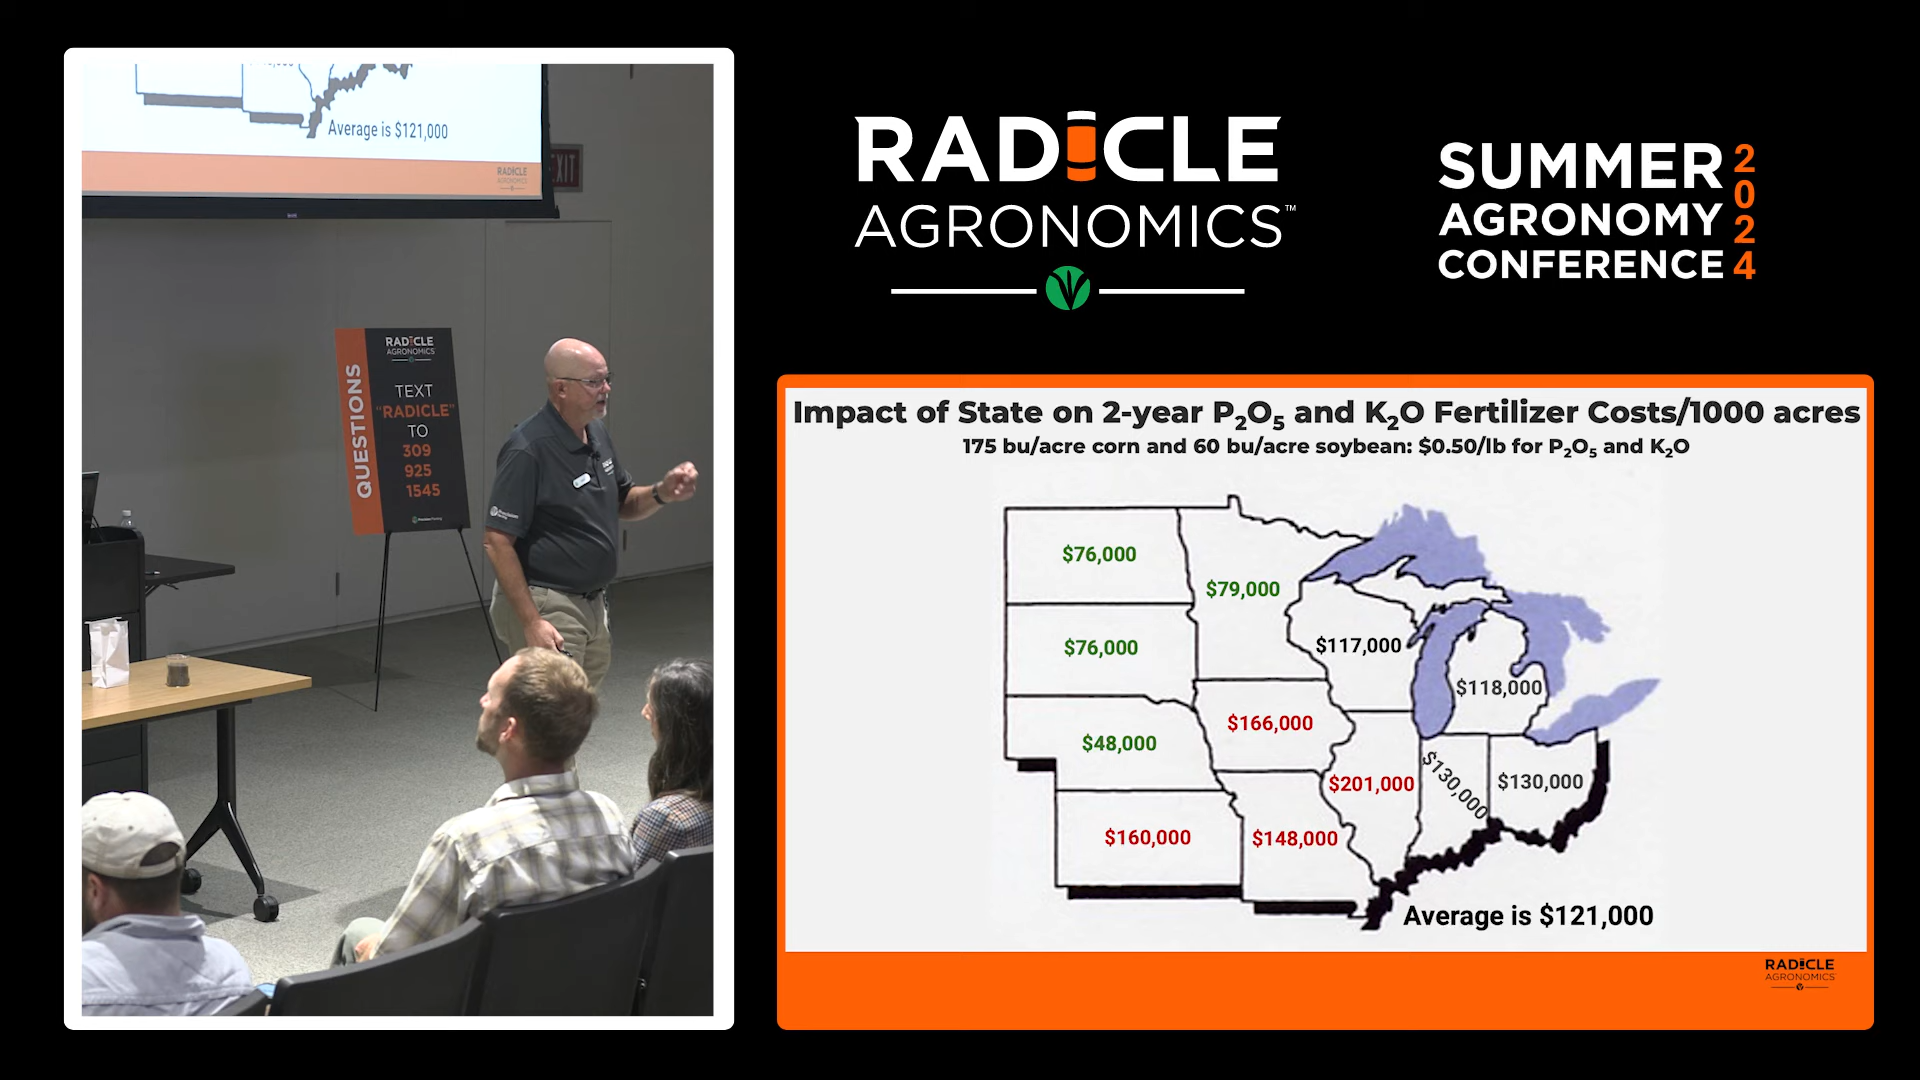 Average is $121,000
RADICLE
AGRONOMICS
EXIT
QUESTIONS
RADICLE
AGRONOMICS
TEXT
"RADICLE"
TO
309
925
1545
RADICLE
AGRONOMICS™
SUMMER
AGRONOMY
CONFERENCE
2024
Impact of State on 2-year P₂O₅ and K₂O Fertilizer Costs/1000 acres
175 bu/acre corn and 60 bu/acre soybean: $0.50/lb for P₂O₅ and K₂O
$76,000
$79,000
$76,000
$117,000
$118,000
$166,000
$48,000
$201,000
$130,000
$130,000
$160,000
$148,000
Average is $121,000
RADICLE
AGRONOMICS